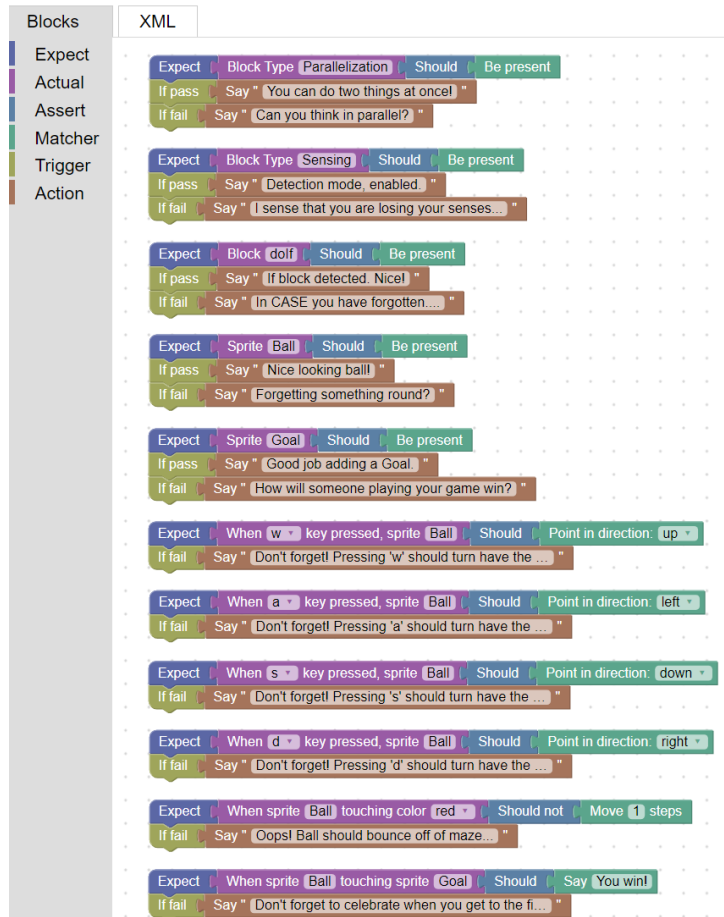 Blocks
XML
Expect
Actual
Assert
Matcher
Trigger
Action
Expect Block Type Parallelization Should Be present
If pass Say " You can do two things at once! "
If fail Say " Can you think in parallel? "
Expect Block Type Sensing Should Be present
If pass Say " Detection mode, enabled. "
If fail Say " I sense that you are losing your senses... "
Expect Block doIf Should Be present
If pass Say " If block detected. Nice! "
If fail Say " In CASE you have forgotten.... "
Expect Sprite Ball Should Be present
If pass Say " Nice looking ball! "
If fail Say " Forgetting something round? "
Expect Sprite Goal Should Be present
If pass Say " Good job adding a Goal. "
If fail Say " How will someone playing your game win? "
Expect When w key pressed, sprite Ball Should Point in direction: up
If fail Say " Don't forget! Pressing 'w' should turn have the ... "
Expect When a key pressed, sprite Ball Should Point in direction: left
If fail Say " Don't forget! Pressing 'a' should turn have the ... "
Expect When s key pressed, sprite Ball Should Point in direction: down
If fail Say " Don't forget! Pressing 's' should turn have the ... "
Expect When d key pressed, sprite Ball Should Point in direction: right
If fail Say " Don't forget! Pressing 'd' should turn have the ... "
Expect When sprite Ball touching color red Should not Move 1 steps
If fail Say " Oops! Ball should bounce off of maze... "
Expect When sprite Ball touching sprite Goal Should Say You win!
If fail Say " Don't forget to celebrate when you get to the fi... "